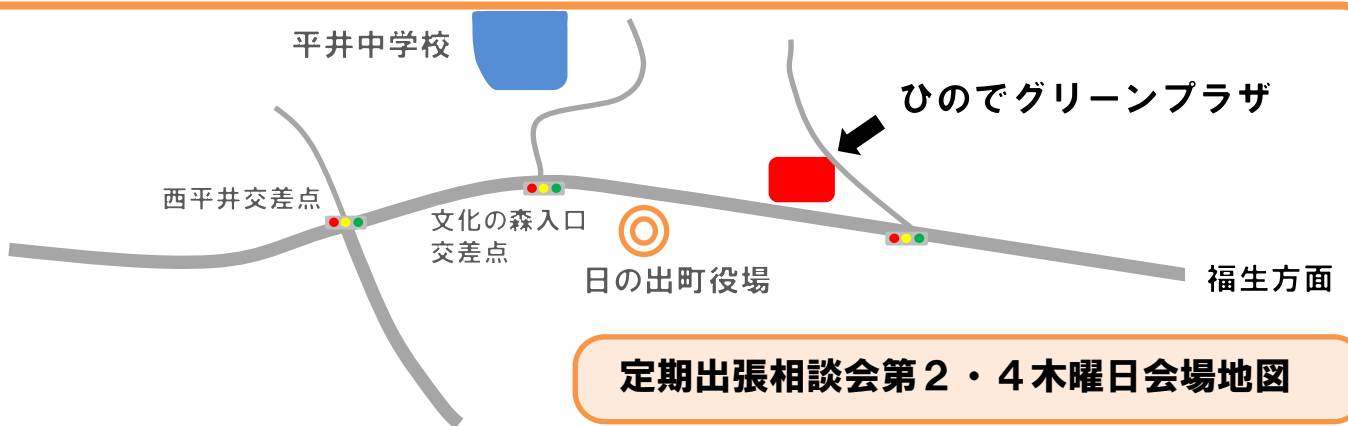 平井中学校
ひのでグリーンプラザ
西平井交差点
文化の森入口
交差点
日の出町役場
福生方面
定期出張相談会第２・４木曜日会場地図